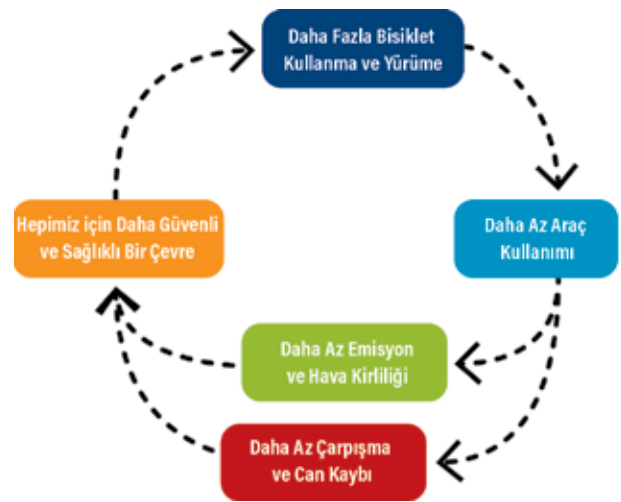 Daha Fazla Bisiklet
Kullanma ve Yürüme
Daha Az Araç
Kullanımı
Daha Az Emisyon
ve Hava Kirliliği
Daha Az Çarpışma
ve Can Kaybı
Hepimiz için Daha Güvenli
ve Sağlıklı Bir Çevre